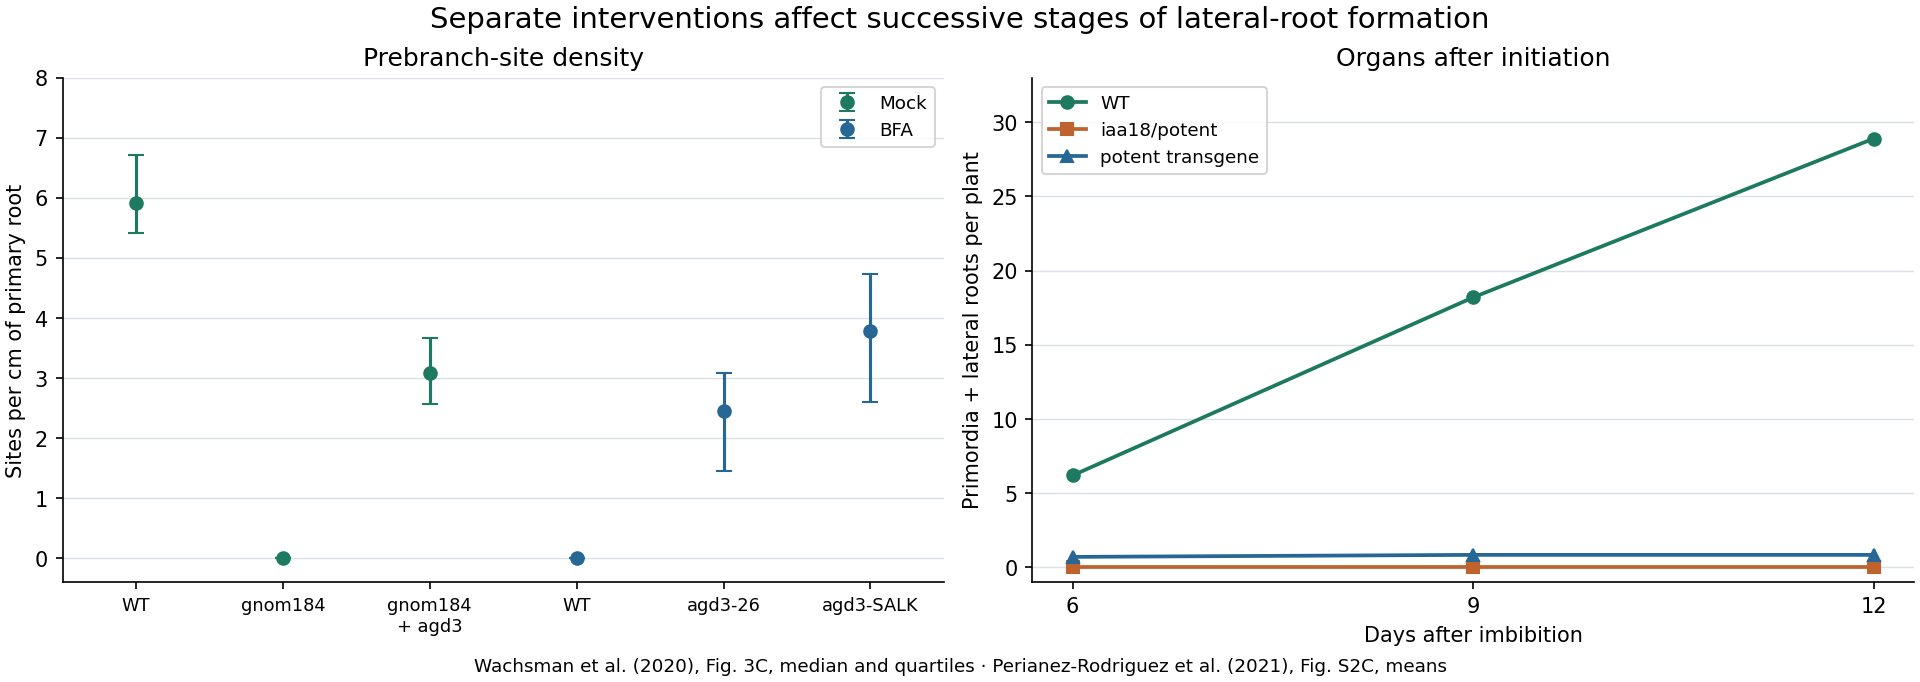 Separate interventions affect successive stages of lateral-root formation
Prebranch-site density
Sites per cm of primary root
8
7
6
5
4
3
2
1
0
Mock
BFA
WT
gnom184
gnom184
+ agd3
WT
agd3-26
agd3-SALK
Organs after initiation
Primordia + lateral roots per plant
30
25
20
15
10
5
0
WT
iaa18/potent
potent transgene
6
9
12
Days after imbibition
Wachsman et al. (2020), Fig. 3C, median and quartiles · Perianez-Rodriguez et al. (2021), Fig. S2C, means